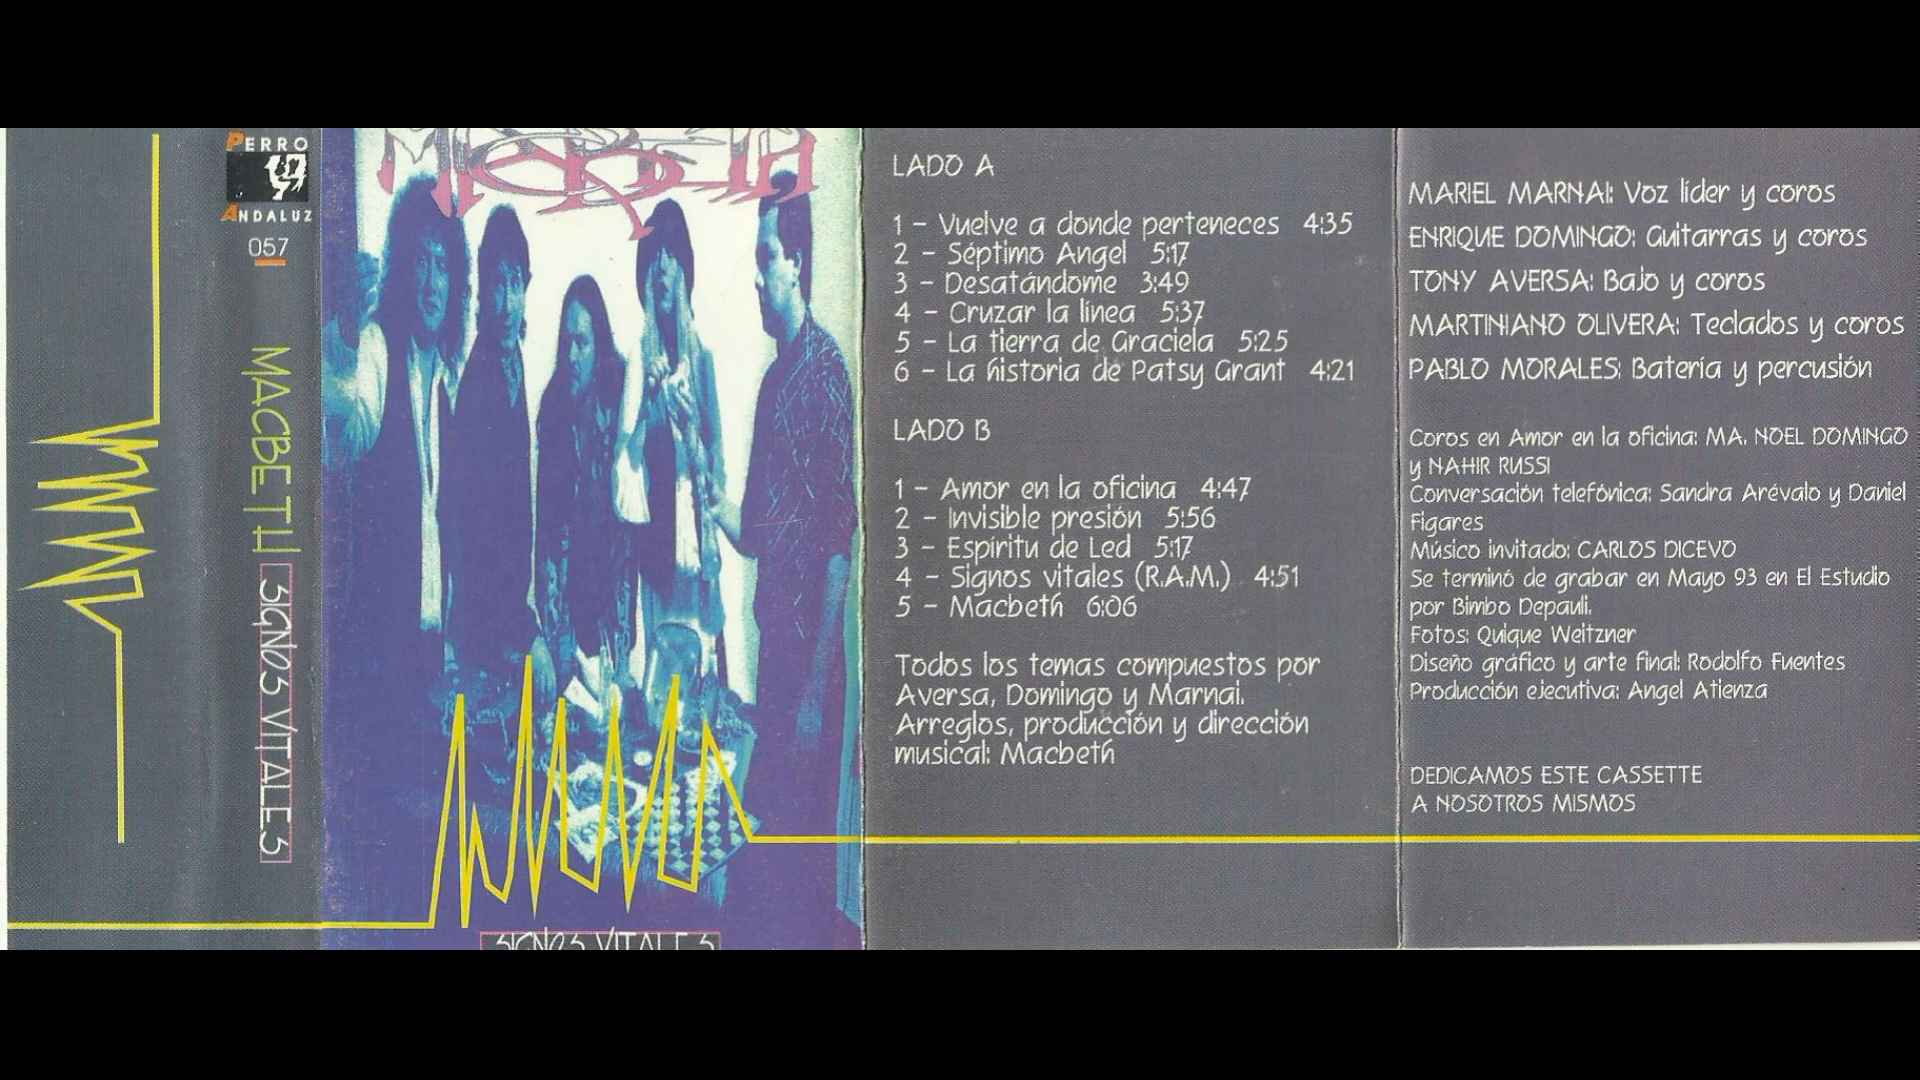 PERRO
ANDALUZ
057
MACBETH SIGNOS VITALES
MACBETH
SIGNOS VITALES
LADO A
1 - Vuelve a donde perteneces 4:35
2 - Séptimo Angel 5:17
3 - Desatándome 3:49
4 - Cruzar la línea 5:37
5 - La tierra de Graciela 5:25
6 - La historia de Patsy Grant 4:21
LADO B
1 - Amor en la oficina 4:47
2 - Invisible presión 5:56
3 - Espíritu de Led 5:17
4 - Signos vitales (R.A.M.) 4:51
5 - Macbeth 6:06
Todos los temas compuestos por
Aversa, Domingo y Marnai.
Arreglos, producción y dirección
musical: Macbeth
MARIEL MARNAI: Voz líder y coros
ENRIQUE DOMINGO: Guitarras y coros
TONY AVERSA: Bajo y coros
MARTINIANO OLIVERA: Teclados y coros
PABLO MORALES: Batería y percusión
Coros en Amor en la oficina: MA. NOEL DOMINGO
y NAHIR RUSSI
Conversación telefónica: Sandra Arévalo y Daniel
Figares
Músico invitado: CARLOS DICEVO
Se terminó de grabar en Mayo 93 en El Estudio
por Bimbo Depauli.
Fotos: Quique Weitzner
Diseño gráfico y arte final: Rodolfo Fuentes
Producción ejecutiva: Angel Atienza
DEDICAMOS ESTE CASSETTE
A NOSOTROS MISMOS